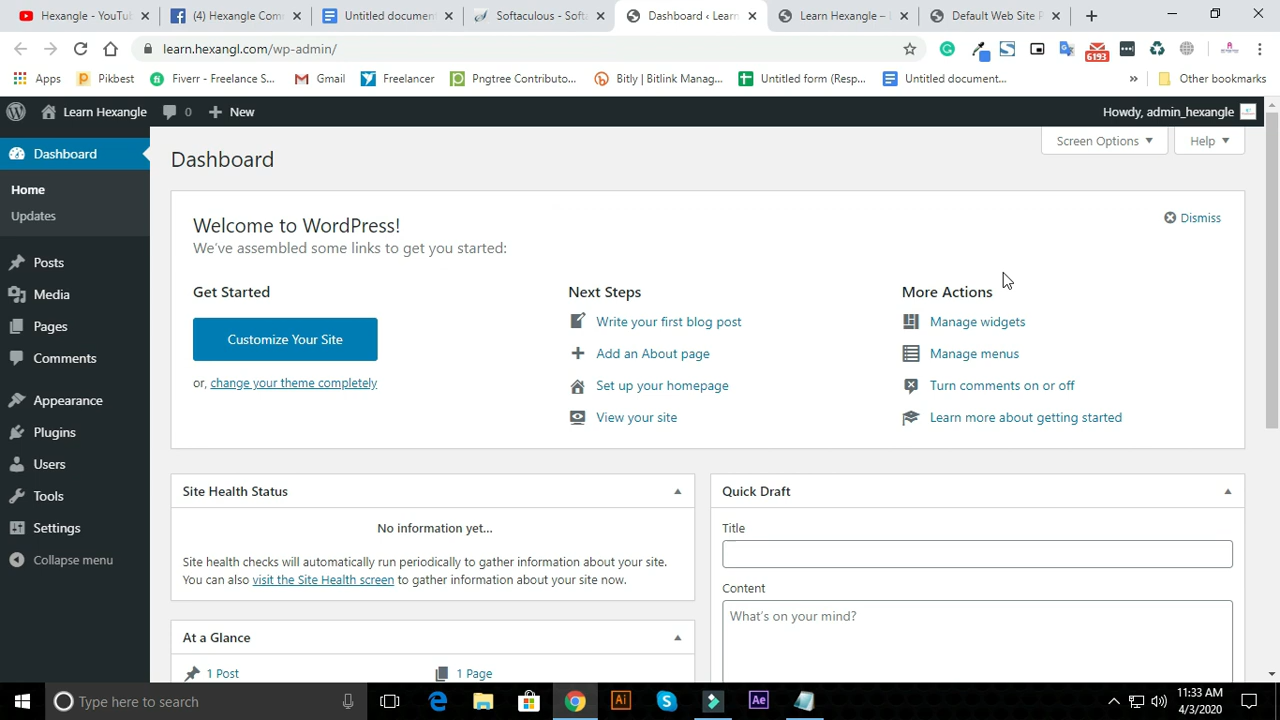 Hexangle - YouTu
(4) Hexangle Com
Untitled document
Softaculous - Softa
Dashboard ‹ Learn
Learn Hexangle –
Default Web Site P
learn.hexangl.com/wp-admin/
6193
Apps
Pikbest
Fiverr - Freelance S...
Gmail
Freelancer
Pngtree Contributo...
Bitly | Bitlink Manag...
Untitled form (Resp...
Untitled document...
»
Other bookmarks
Learn Hexangle
0
New
Howdy, admin_hexangle
Dashboard
Home
Updates
Posts
Media
Pages
Comments
Appearance
Plugins
Users
Tools
Settings
Collapse menu
Screen Options
Help
Dashboard
Welcome to WordPress!
We've assembled some links to get you started:
Dismiss
Get Started
Customize Your Site
or, change your theme completely
Next Steps
Write your first blog post
Add an About page
Set up your homepage
View your site
More Actions
Manage widgets
Manage menus
Turn comments on or off
Learn more about getting started
Site Health Status
No information yet...
Site health checks will automatically run periodically to gather information about your site.
You can also visit the Site Health screen to gather information about your site now.
At a Glance
1 Post
1 Page
Quick Draft
Title
Content
What's on your mind?
Type here to search
Ai
Ae
11:33 AM
4/3/2020